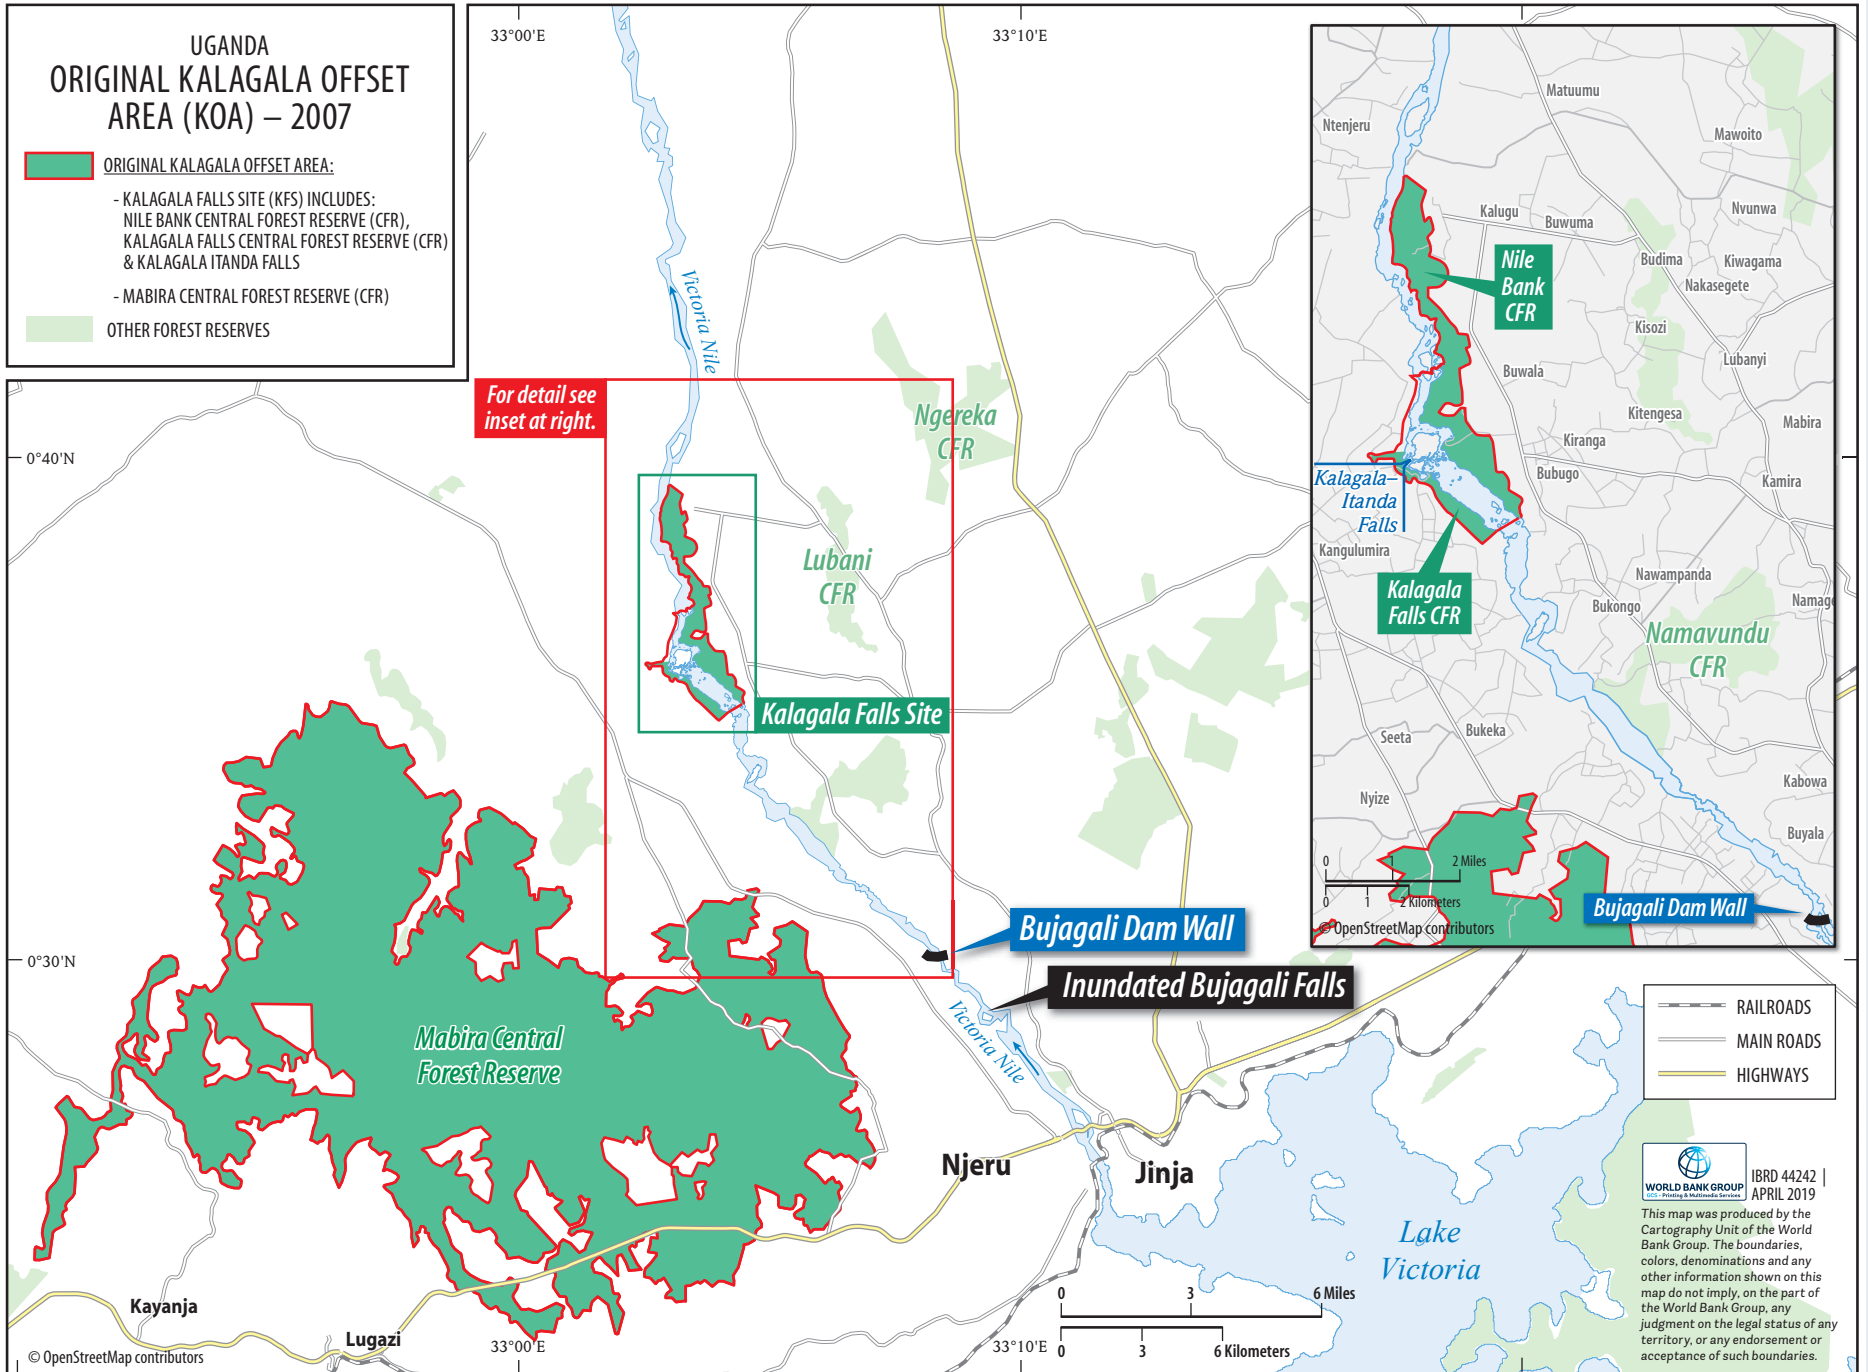 UGANDA
ORIGINAL KALAGALA OFFSET
AREA (KOA) – 2007
ORIGINAL KALAGALA OFFSET AREA:
- KALAGALA FALLS SITE (KFS) INCLUDES:
NILE BANK CENTRAL FOREST RESERVE (CFR),
KALAGALA FALLS CENTRAL FOREST RESERVE (CFR)
& KALAGALA ITANDA FALLS
- MABIRA CENTRAL FOREST RESERVE (CFR)
OTHER FOREST RESERVES
33°00'E
33°10'E
Victoria Nile
For detail see
inset at right.
Ngereka
CFR
0°40'N
Lubani
CFR
Kalagala Falls Site
Bujagali Dam Wall
0°30'N
Inundated Bujagali Falls
Mabira Central
Forest Reserve
Victoria Nile
Njeru
Jinja
Lake
Victoria
Kayanja
Lugazi
33°00'E
33°10'E
0
3
6 Miles
0
3
6 Kilometers
© OpenStreetMap contributors
Matuumu
Ntenjeru
Mawoito
Kalugu
Buwuma
Nvunwa
Nile
Bank
CFR
Budima
Kiwagama
Nakasegete
Kisozi
Lubanyi
Buwala
Kitengesa
Mabira
Kiranga
Bubugo
Kamira
Kalagala–
Itanda
Falls
Kangulumira
Nawampanda
Kalagala
Falls CFR
Bukongo
Namage
Namavundu
CFR
Seeta
Bukeka
Kabowa
Nyize
Buyala
0
1
2 Miles
0
1
2 Kilometers
Bujagali Dam Wall
© OpenStreetMap contributors
RAILROADS
MAIN ROADS
HIGHWAYS
WORLD BANK GROUP
GCS - Printing & Multimedia Services
IBRD 44242 |
APRIL 2019
This map was produced by the
Cartography Unit of the World
Bank Group. The boundaries,
colors, denominations and any
other information shown on this
map do not imply, on the part of
the World Bank Group, any
judgment on the legal status of any
territory, or any endorsement or
acceptance of such boundaries.